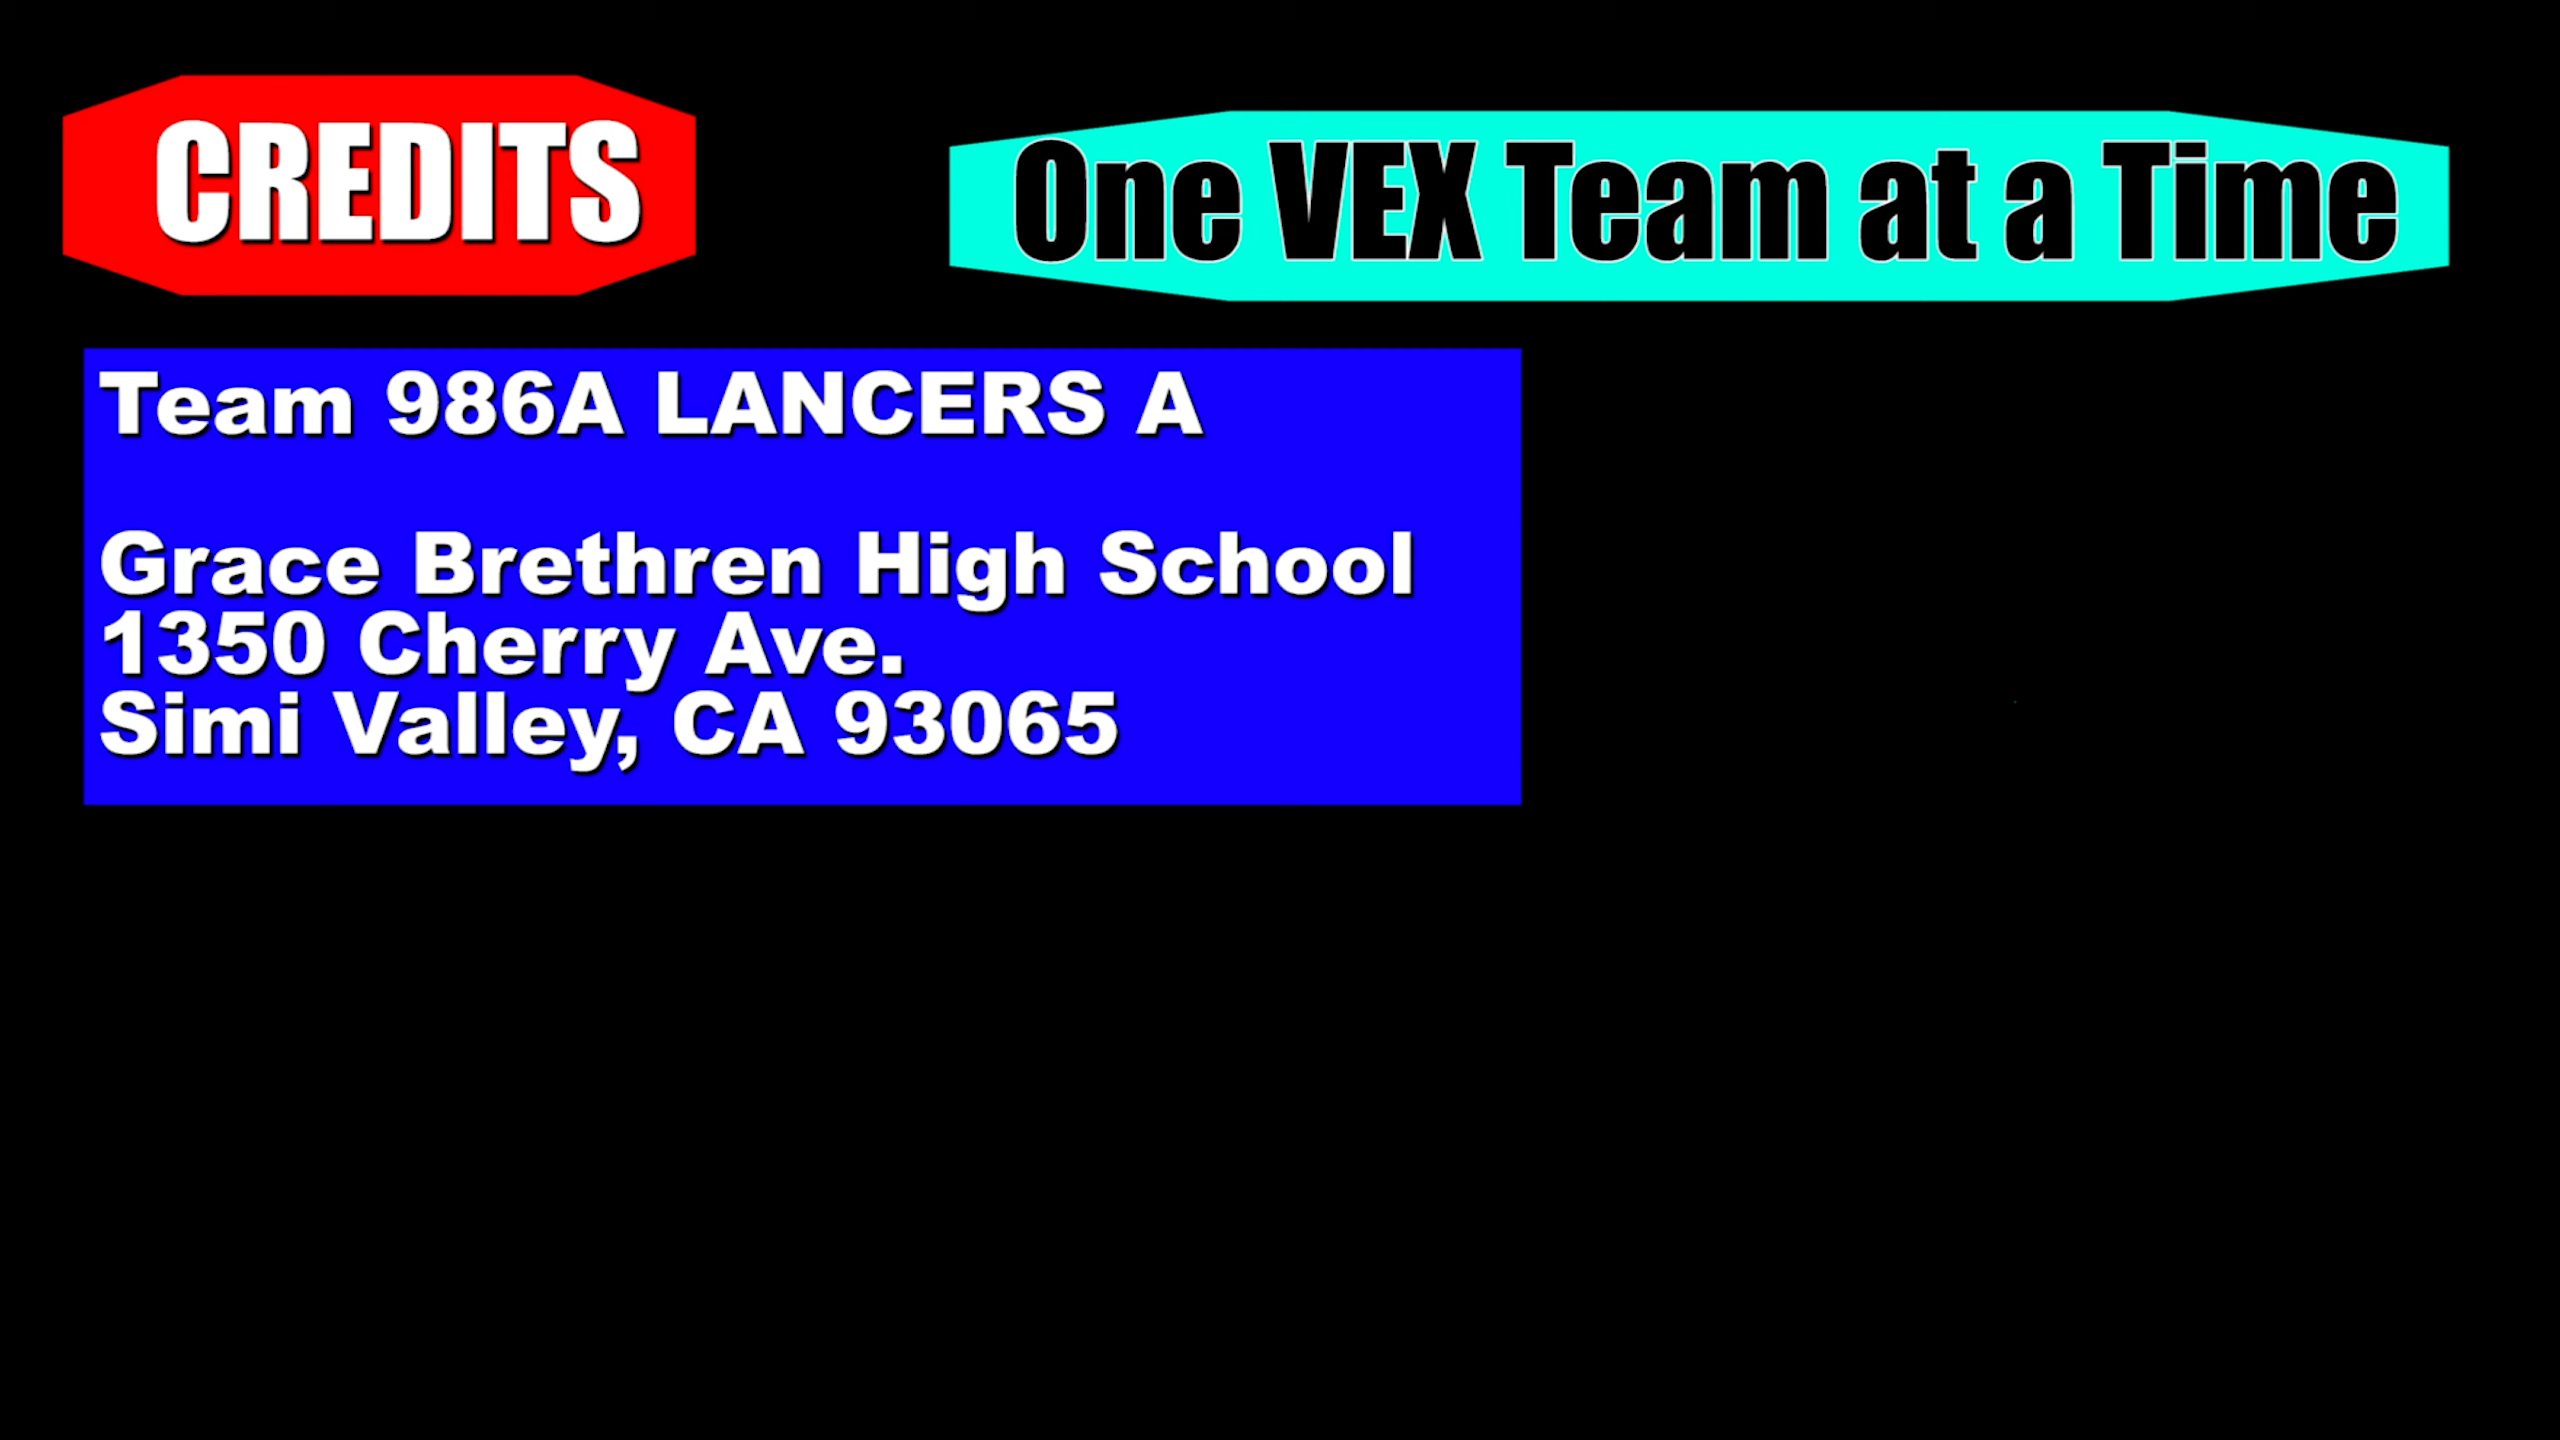 CREDITS
One VEX Team at a Time
Team 986A LANCERS A
Grace Brethren High School
1350 Cherry Ave.
Simi Valley, CA 93065